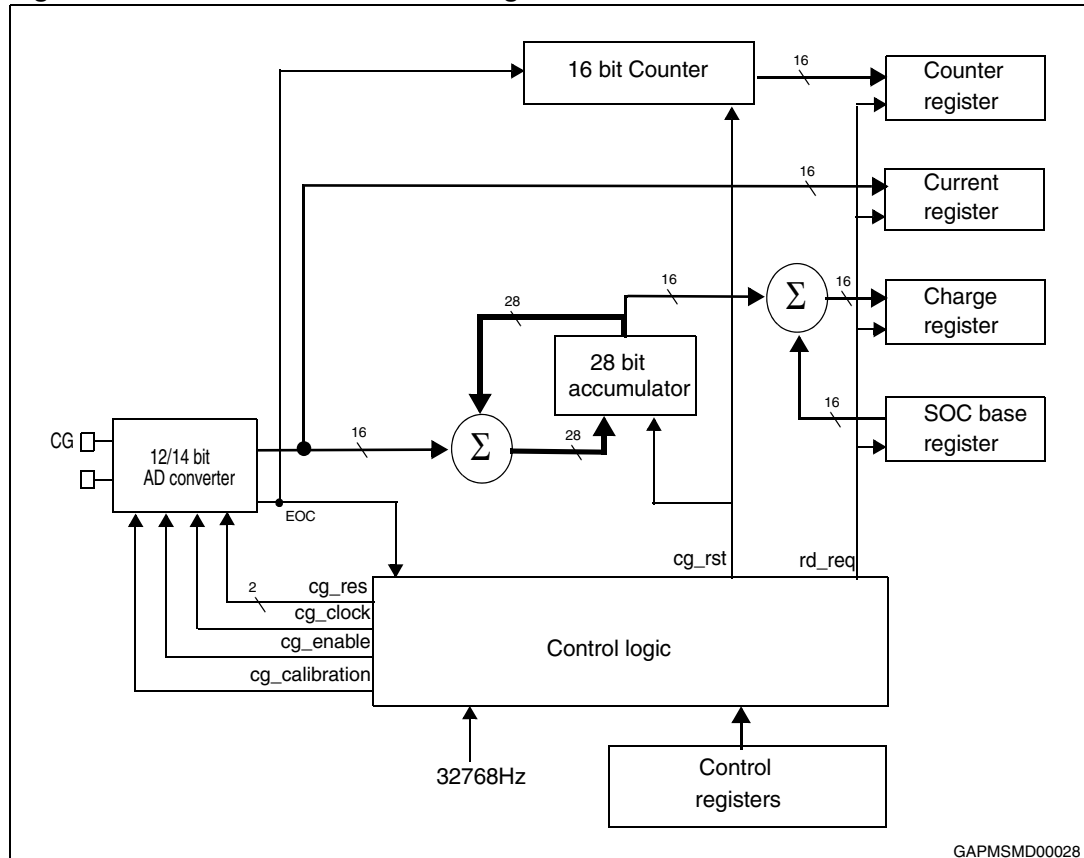 16 bit Counter
16
Counter
register
16
Current
register
16
Σ
16
Charge
register
28
28 bit
accumulator
16
SOC base
register
CG
12/14 bit
AD converter
16
Σ
28
EOC
cg_rst
rd_req
2
cg_res
cg_clock
cg_enable
cg_calibration
Control logic
32768Hz
Control
registers
GAPMSMD00028